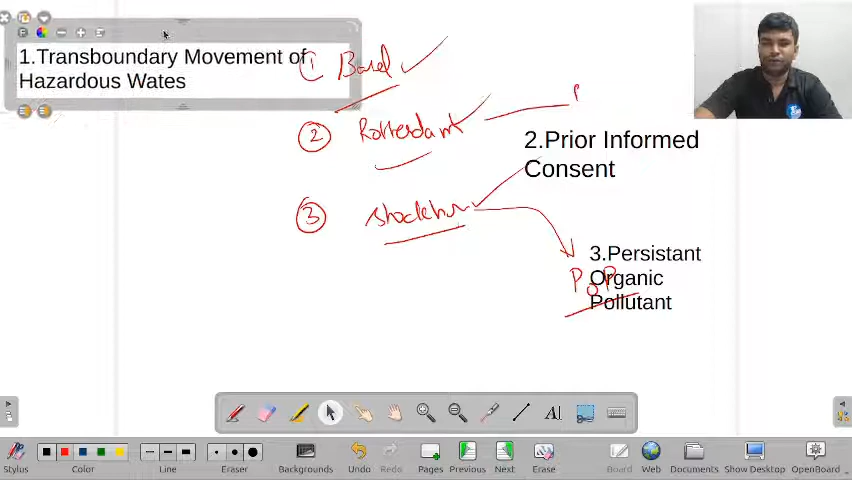 1.Transboundary Movement of
Hazardous Wates
① Basel
② Rotterdam
2.Prior Informed
Consent
③
3.Persistant
Organic
Pollutant
POP
AI
Stylus
Color
Line
Eraser
Backgrounds
Undo
Redo
Pages
Previous
Next
Erase
Board
Web
Documents
Show Desktop
OpenBoard